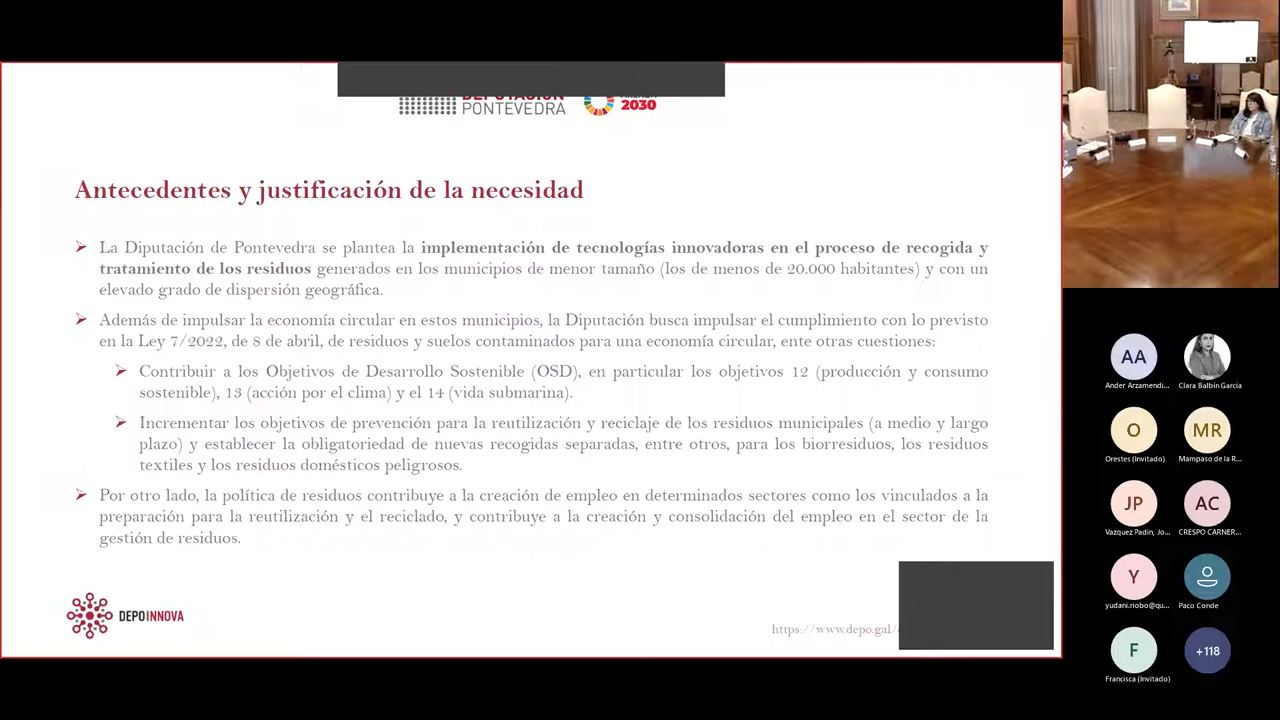 PONTEVEDRA
2030
Antecedentes y justificación de la necesidad
La Diputación de Pontevedra se plantea la implementación de tecnologías innovadoras en el proceso de recogida y
tratamiento de los residuos generados en los municipios de menor tamaño (los de menos de 20.000 habitantes) y con un
elevado grado de dispersión geográfica.
Además de impulsar la economía circular en estos municipios, la Diputación busca impulsar el cumplimiento con lo previsto
en la Ley 7/2022, de 8 de abril, de residuos y suelos contaminados para una economía circular, ente otras cuestiones:
Contribuir a los Objetivos de Desarrollo Sostenible (OSD), en particular los objetivos 12 (producción y consumo
sostenible), 13 (acción por el clima) y el 14 (vida submarina).
Incrementar los objetivos de prevención para la reutilización y reciclaje de los residuos municipales (a medio y largo
plazo) y establecer la obligatoriedad de nuevas recogidas separadas, entre otros, para los biorresiduos, los residuos
textiles y los residuos domésticos peligrosos.
Por otro lado, la política de residuos contribuye a la creación de empleo en determinados sectores como los vinculados a la
preparación para la reutilización y el reciclado, y contribuye a la creación y consolidación del empleo en el sector de la
gestión de residuos.
DEPOINNOVA
https://www.depo.gal/
AA
Ander Arzamendi...
Clara Balbín García
O
Orestes (Invitado)
MR
Mampaso de la R...
JP
Vazquez Padin, Jo...
AC
CRESPO CARNER...
Y
yudani.riobo@qu...
Paco Conde
F
Francisca (Invitado)
+118